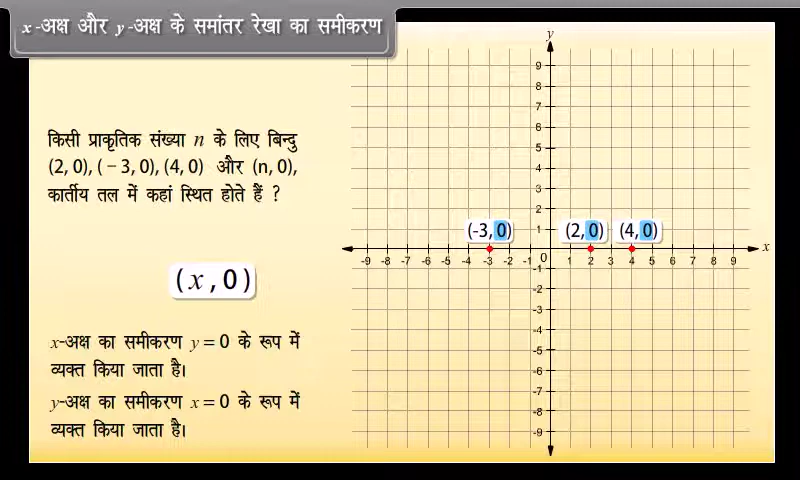 x-अक्ष और y-अक्ष के समांतर रेखा का समीकरण
किसी प्राकृतिक संख्या n के लिए बिन्दु
(2, 0), (−3, 0), (4, 0) और (n, 0),
कार्तीय तल में कहां स्थित होते हैं ?
(x, 0)
x-अक्ष का समीकरण y = 0 के रूप में
व्यक्त किया जाता है।
y-अक्ष का समीकरण x = 0 के रूप में
व्यक्त किया जाता है।
y
9
8
7
6
5
4
3
2
1
(-3, 0) (2, 0) (4, 0)
x
-9 -8 -7 -6 -5 -4 -3 -2 -1 0 1 2 3 4 5 6 7 8 9
-1
-2
-3
-4
-5
-6
-7
-8
-9